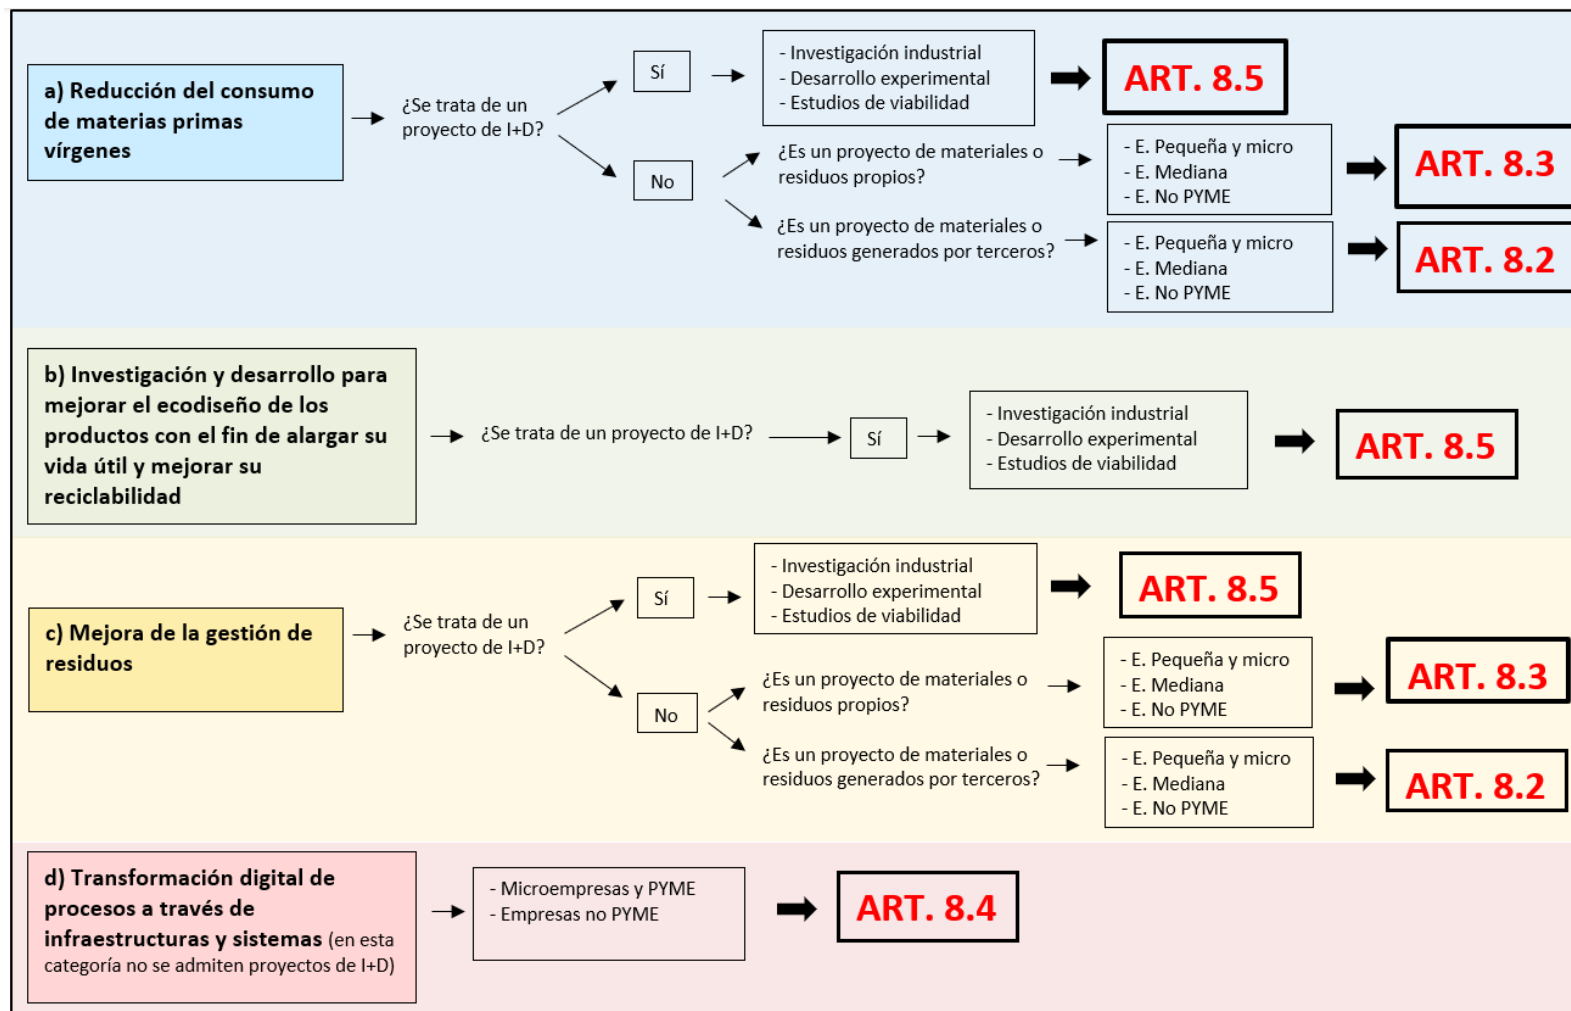 a) Reducción del consumo
de materias primas
vírgenes
¿Se trata de un
proyecto de I+D?
Sí
- Investigación industrial
- Desarrollo experimental
- Estudios de viabilidad
ART. 8.5
No
¿Es un proyecto de materiales o
residuos propios?
- E. Pequeña y micro
- E. Mediana
- E. No PYME
ART. 8.3
¿Es un proyecto de materiales o
residuos generados por terceros?
- E. Pequeña y micro
- E. Mediana
- E. No PYME
ART. 8.2
b) Investigación y desarrollo para
mejorar el ecodiseño de los
productos con el fin de alargar su
vida útil y mejorar su
reciclabilidad
¿Se trata de un proyecto de I+D?
Sí
- Investigación industrial
- Desarrollo experimental
- Estudios de viabilidad
ART. 8.5
c) Mejora de la gestión de
residuos
¿Se trata de un
proyecto de I+D?
Sí
- Investigación industrial
- Desarrollo experimental
- Estudios de viabilidad
ART. 8.5
No
¿Es un proyecto de materiales o
residuos propios?
- E. Pequeña y micro
- E. Mediana
- E. No PYME
ART. 8.3
¿Es un proyecto de materiales o
residuos generados por terceros?
- E. Pequeña y micro
- E. Mediana
- E. No PYME
ART. 8.2
d) Transformación digital de
procesos a través de
infraestructuras y sistemas (en esta
categoría no se admiten proyectos de I+D)
- Microempresas y PYME
- Empresas no PYME
ART. 8.4